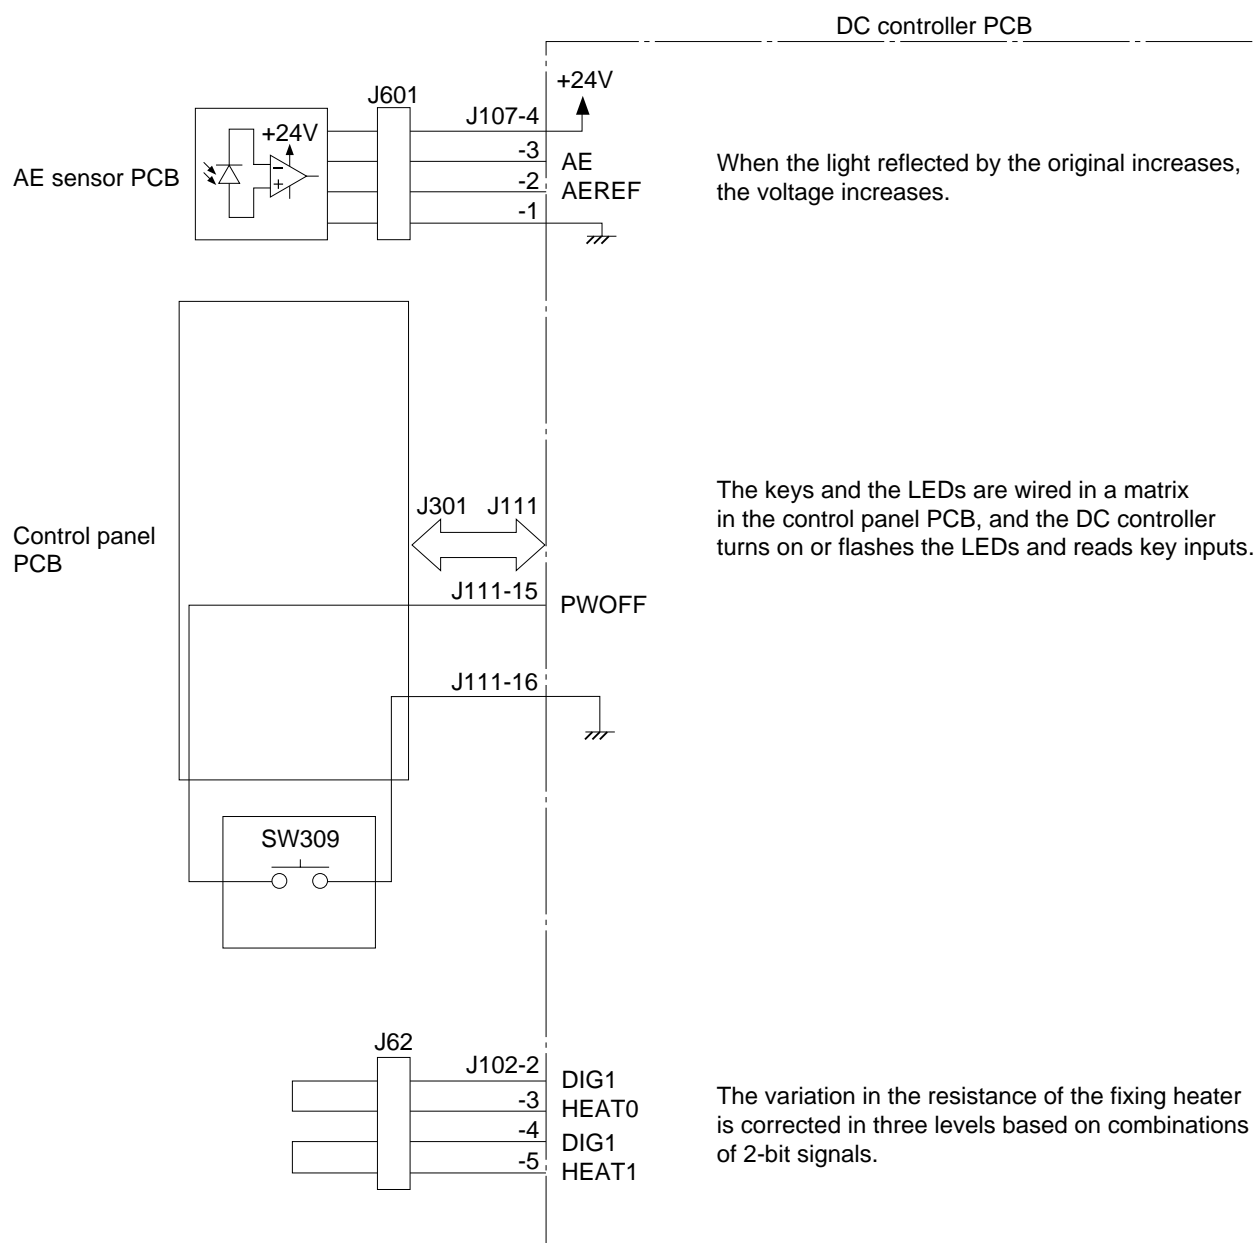 DC controller PCB
+24V
J601
J107-4
+24V
-3
AE
AE sensor PCB
-2
AEREF
-1
When the light reflected by the original increases,
the voltage increases.
J301
J111
Control panel
PCB
The keys and the LEDs are wired in a matrix
in the control panel PCB, and the DC controller
turns on or flashes the LEDs and reads key inputs.
J111-15
PWOFF
J111-16
SW309
J62
J102-2
DIG1
-3
HEAT0
-4
DIG1
-5
HEAT1
The variation in the resistance of the fixing heater
is corrected in three levels based on combinations
of 2-bit signals.